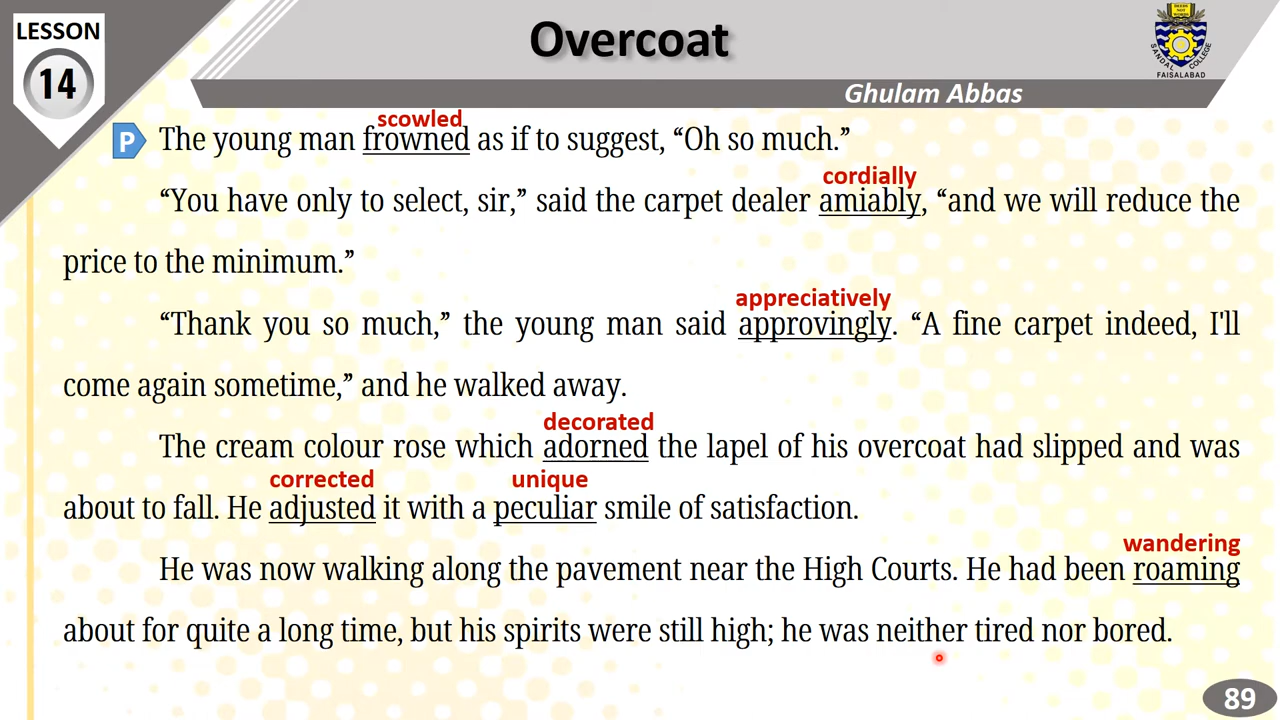 LESSON
14
Overcoat
DEEDS NOT WORDS
SANDAL COLLEGE
FAISALABAD
Ghulam Abbas
scowled
P The young man frowned as if to suggest, “Oh so much.”
cordially
“You have only to select, sir,” said the carpet dealer amiably, “and we will reduce the
price to the minimum.”
appreciatively
“Thank you so much,” the young man said approvingly. “A fine carpet indeed, I'll
come again sometime,” and he walked away.
decorated
The cream colour rose which adorned the lapel of his overcoat had slipped and was
corrected unique
about to fall. He adjusted it with a peculiar smile of satisfaction.
wandering
He was now walking along the pavement near the High Courts. He had been roaming
about for quite a long time, but his spirits were still high; he was neither tired nor bored.
89